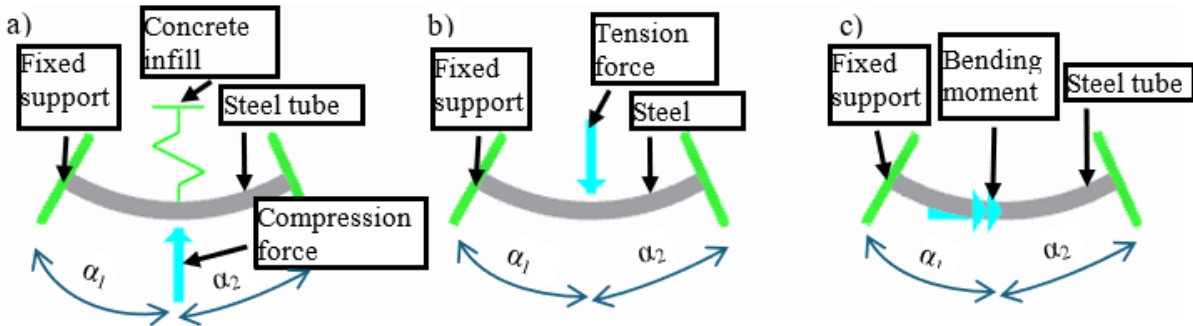 a)
Concrete
infill
Fixed
support
Steel tube
Compression
force
α1
α2
b)
Tension
force
Fixed
support
Steel
α1
α2
c)
Bending
moment
Fixed
support
Steel tube
α1
α2